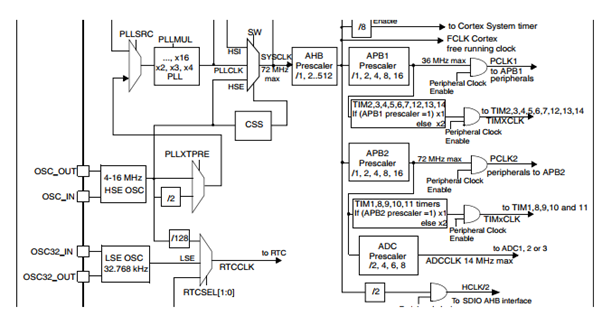 Enable
/8
to Cortex System timer
FCLK Cortex
free running clock
PLLSRC
PLLMUL
..., x16
x2, x3, x4
PLL
SW
HSI
SYSCLK
PLLCLK
72 MHz
max
HSE
AHB
Prescaler
/1, 2..512
APB1
Prescaler
/1, 2, 4, 8, 16
36 MHz max
PCLK1
to APB1
peripherals
Peripheral Clock
Enable
CSS
TIM2,3,4,5,6,7,12,13,14
If (APB1 prescaler =1) x1
else x2
to TIM2,3,4,5,6,7,12,13,14
TIMXCLK
Peripheral Clock
Enable
PLLXTPRE
OSC_OUT
OSC_IN
4-16 MHz
HSE OSC
/2
APB2
Prescaler
/1, 2, 4, 8, 16
72 MHz max
PCLK2
peripherals to APB2
Peripheral Clock
Enable
TIM1,8,9,10,11 timers
If (APB2 prescaler =1) x1
else x2
to TIM1,8,9,10 and 11
TIMxCLK
Peripheral Clock
Enable
/128
OSC32_IN
OSC32_OUT
LSE OSC
32.768 kHz
LSE
to RTC
RTCCLK
RTCSEL[1:0]
ADC
Prescaler
/2, 4, 6, 8
to ADC1, 2 or 3
ADCCLK 14 MHz max
/2
HCLK/2
To SDIO AHB interface